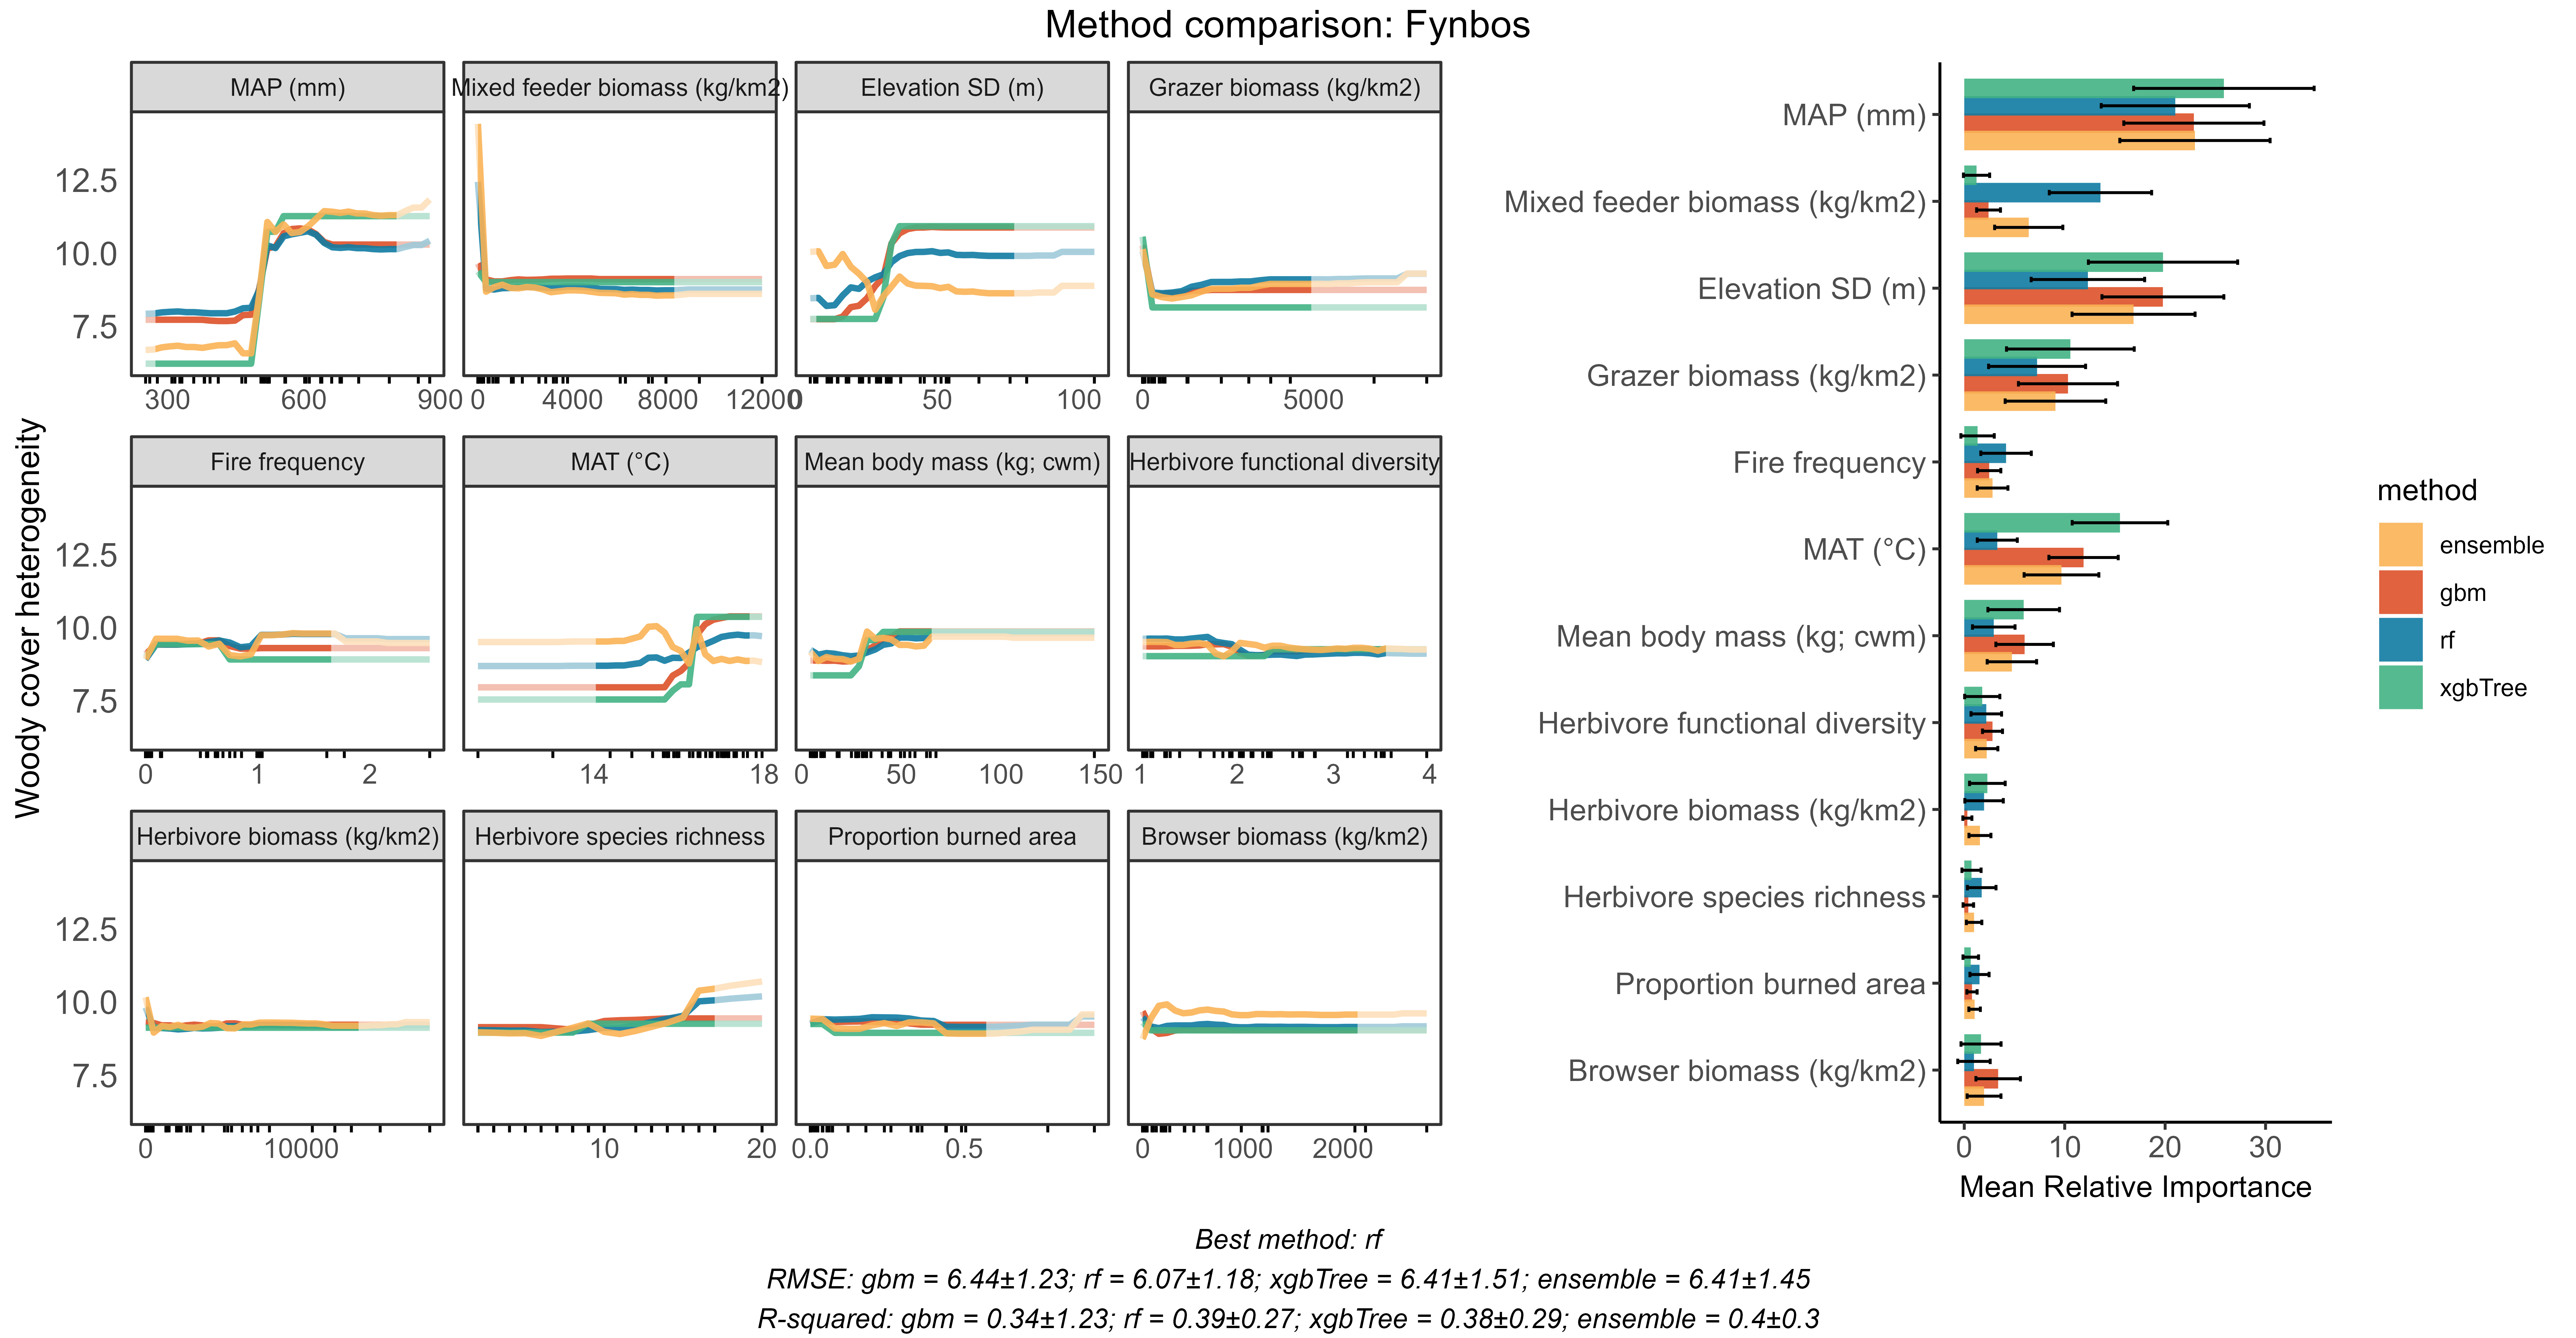 Method comparison: Fynbos
MAP (mm)
Mixed feeder biomass (kg/km2)
Elevation SD (m)
Grazer biomass (kg/km2)
12.5
10.0
7.5
300 600 900
0 4000 8000 12000
0 50 100
0 5000
Woody cover heterogeneity
Fire frequency
MAT (°C)
Mean body mass (kg; cwm)
Herbivore functional diversity
12.5
10.0
7.5
0 1 2
14 18
0 50 100 150
1 2 3 4
Herbivore biomass (kg/km2)
Herbivore species richness
Proportion burned area
Browser biomass (kg/km2)
12.5
10.0
7.5
0 10000
10 20
0.0 0.5
0 1000 2000
MAP (mm)
Mixed feeder biomass (kg/km2)
Elevation SD (m)
Grazer biomass (kg/km2)
Fire frequency
MAT (°C)
Mean body mass (kg; cwm)
Herbivore functional diversity
Herbivore biomass (kg/km2)
Herbivore species richness
Proportion burned area
Browser biomass (kg/km2)
0 10 20 30
Mean Relative Importance
method
ensemble
gbm
rf
xgbTree
Best method: rf
RMSE: gbm = 6.44±1.23; rf = 6.07±1.18; xgbTree = 6.41±1.51; ensemble = 6.41±1.45
R-squared: gbm = 0.34±1.23; rf = 0.39±0.27; xgbTree = 0.38±0.29; ensemble = 0.4±0.3